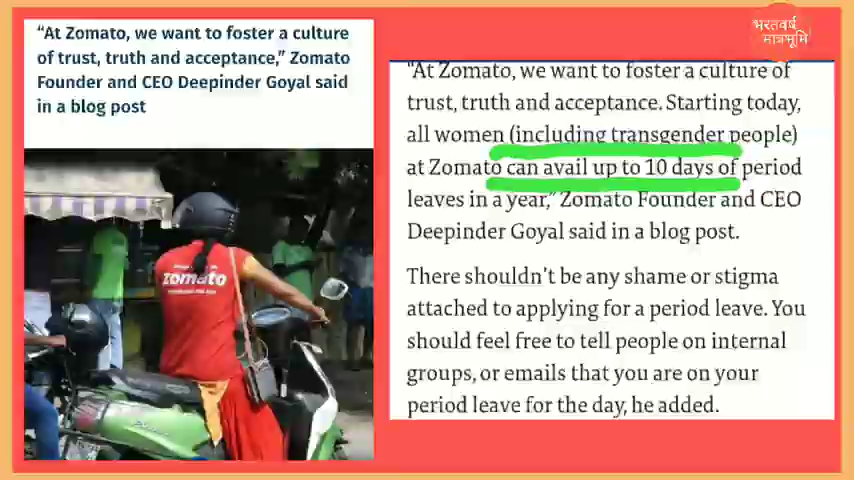 "At Zomato, we want to foster a culture
of trust, truth and acceptance," Zomato
Founder and CEO Deepinder Goyal said
in a blog post
zomato
भरतवर्ष
मातृभूमि
"At Zomato, we want to foster a culture of
trust, truth and acceptance. Starting today,
all women (including transgender people)
at Zomato can avail up to 10 days of period
leaves in a year," Zomato Founder and CEO
Deepinder Goyal said in a blog post.
There shouldn't be any shame or stigma
attached to applying for a period leave. You
should feel free to tell people on internal
groups, or emails that you are on your
period leave for the day, he added.